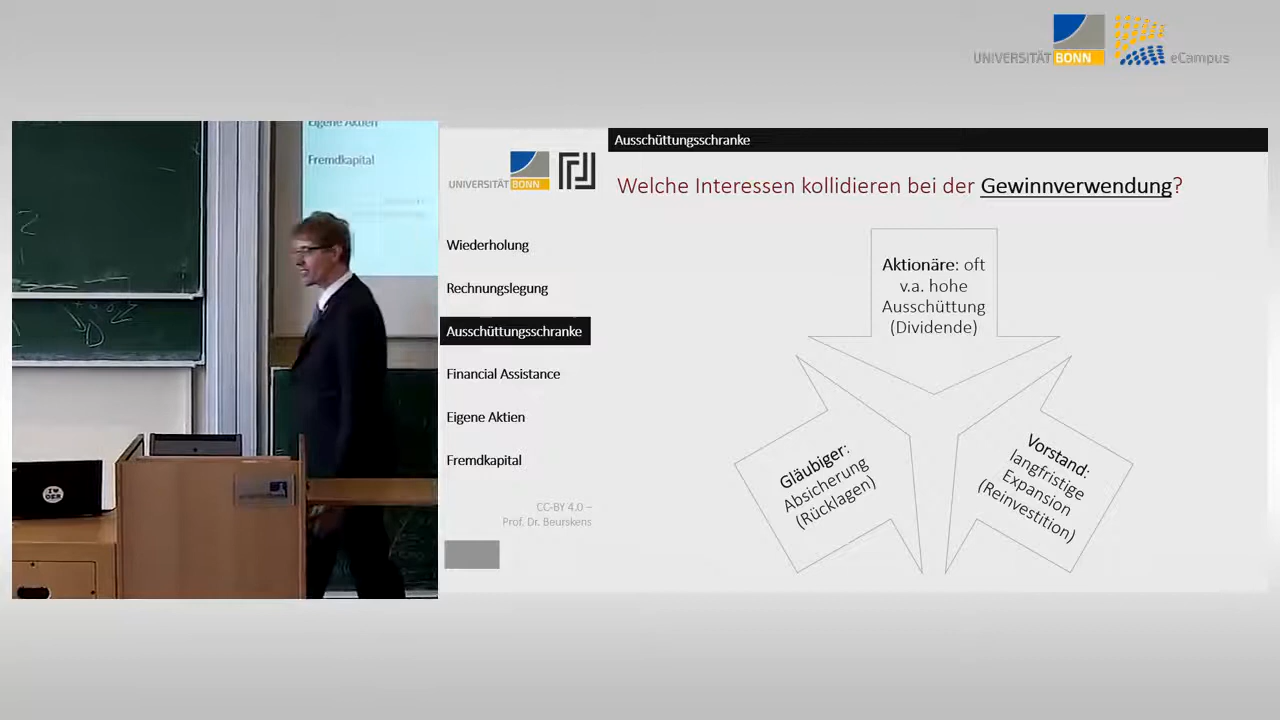 UNIVERSITÄT BONN
eCampus
Eigene Aktien
Fremdkapital
UNIVERSITÄT BONN
Wiederholung
Rechnungslegung
Ausschüttungsschranke
Financial Assistance
Eigene Aktien
Fremdkapital
CC-BY 4.0 –
Prof. Dr. Beurskens
Ausschüttungsschranke
Welche Interessen kollidieren bei der Gewinnverwendung?
Aktionäre: oft
v.a. hohe
Ausschüttung
(Dividende)
Gläubiger:
Absicherung
(Rücklagen)
Vorstand:
langfristige
Expansion
(Reinvestition)